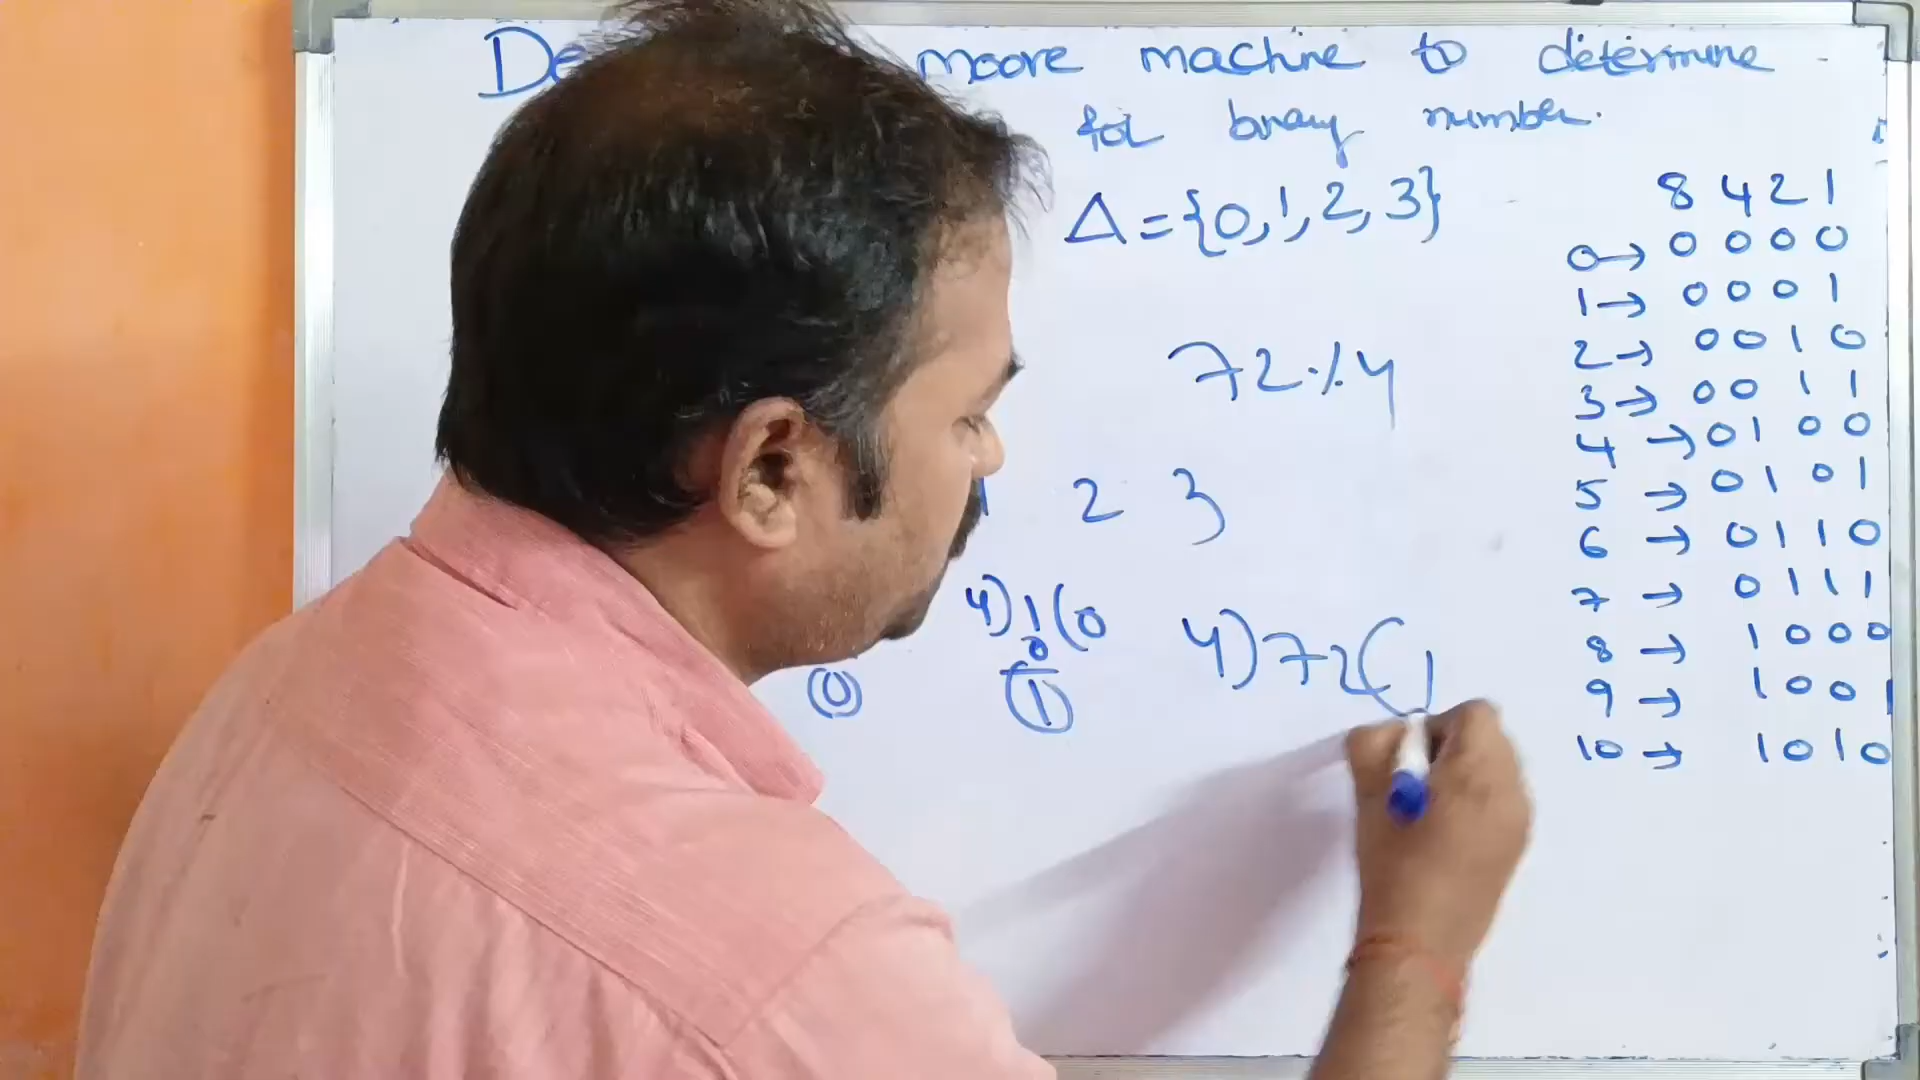 moore machine to determine
for binary number.
Δ = {0, 1, 2, 3}
72 % 4
1 2 3
4) 1 (0
0
1
0
4) 72 (1
8 4 2 1
0 → 0 0 0 0
1 → 0 0 0 1
2 → 0 0 1 0
3 → 0 0 1 1
4 → 0 1 0 0
5 → 0 1 0 1
6 → 0 1 1 0
7 → 0 1 1 1
8 → 1 0 0 0
9 → 1 0 0 1
10 → 1 0 1 0